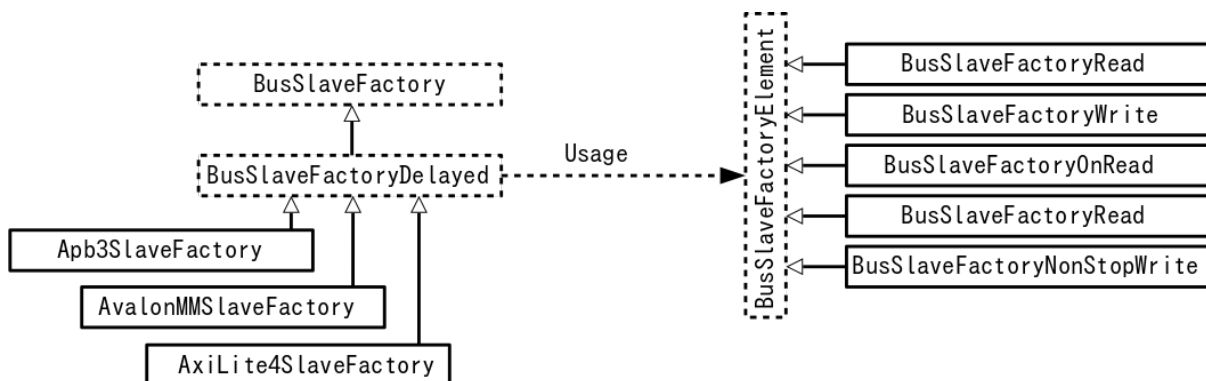 BusSlaveFactory
BusSlaveFactoryDelayed
Apb3SlaveFactory
AvalonMMSlaveFactory
AxiLite4SlaveFactory
Usage
BusSlaveFactoryElement
BusSlaveFactoryRead
BusSlaveFactoryWrite
BusSlaveFactoryOnRead
BusSlaveFactoryRead
BusSlaveFactoryNonStopWrite